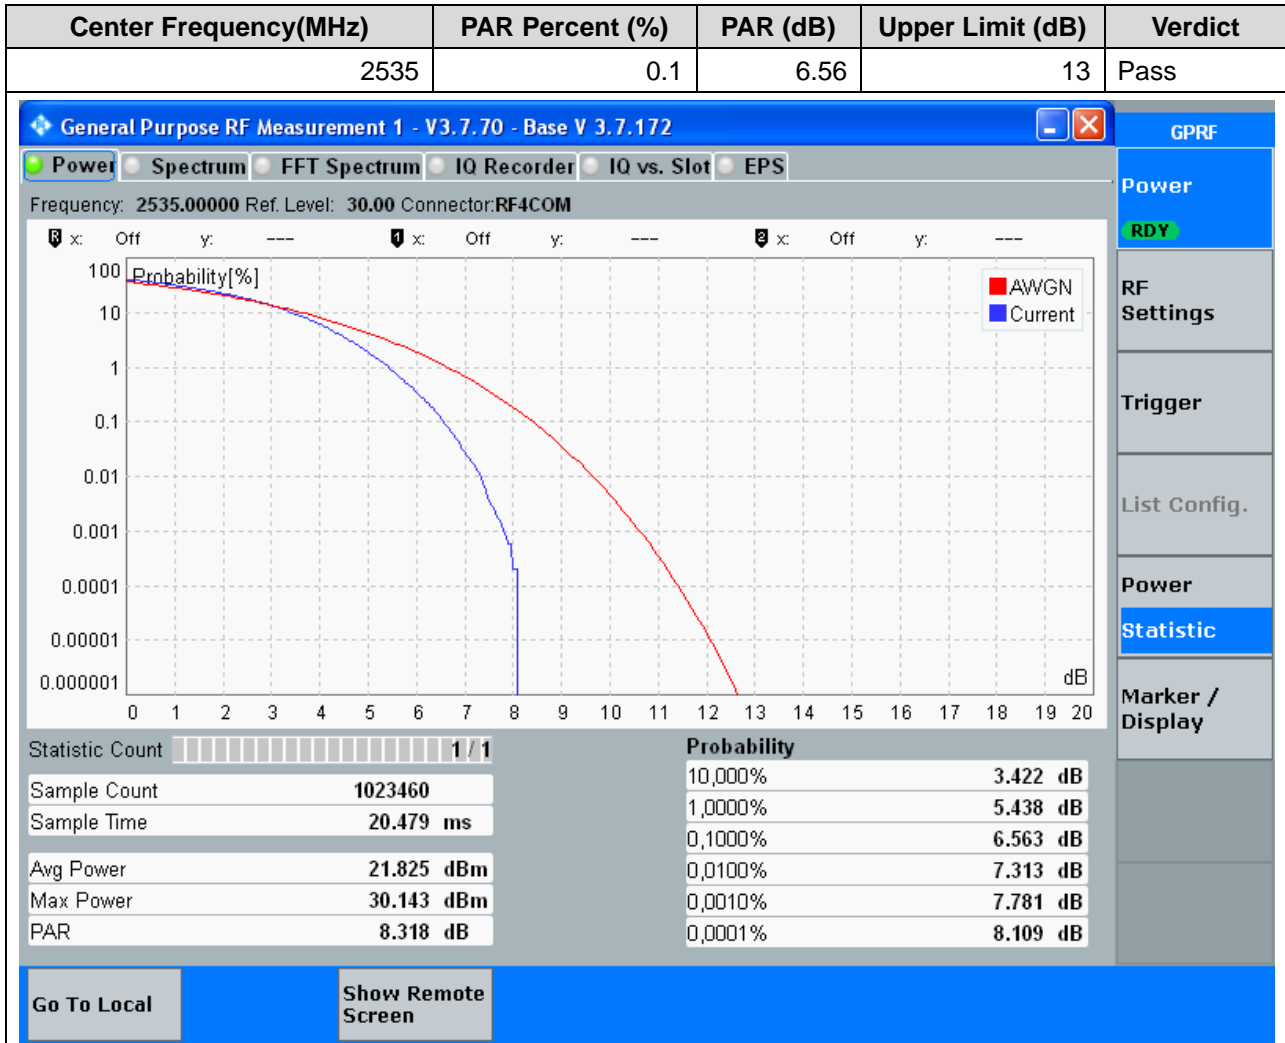 Center Frequency(MHz) PAR Percent (%) PAR (dB) Upper Limit (dB) Verdict
2535 0.1 6.56 13 Pass
General Purpose RF Measurement 1 - V3.7.70 - Base V 3.7.172
GPRF
Power Spectrum FFT Spectrum IQ Recorder IQ vs. Slot EPS
Power
RDY
Frequency: 2535.00000 Ref. Level: 30.00 Connector:RF4COM
R x: Off y: --- 1 x: Off y: --- 2 x: Off y: ---
Probability[%]
AWGN
Current
100
10
1
0.1
0.01
0.001
0.0001
0.00001
0.000001
dB
0 1 2 3 4 5 6 7 8 9 10 11 12 13 14 15 16 17 18 19 20
RF
Settings
Trigger
List Config.
Power
Statistic
Marker /
Display
Statistic Count 1 / 1
Sample Count 1023460
Sample Time 20.479 ms
Avg Power 21.825 dBm
Max Power 30.143 dBm
PAR 8.318 dB
Probability
10,000% 3.422 dB
1,0000% 5.438 dB
0,1000% 6.563 dB
0,0100% 7.313 dB
0,0010% 7.781 dB
0,0001% 8.109 dB
Go To Local
Show Remote
Screen